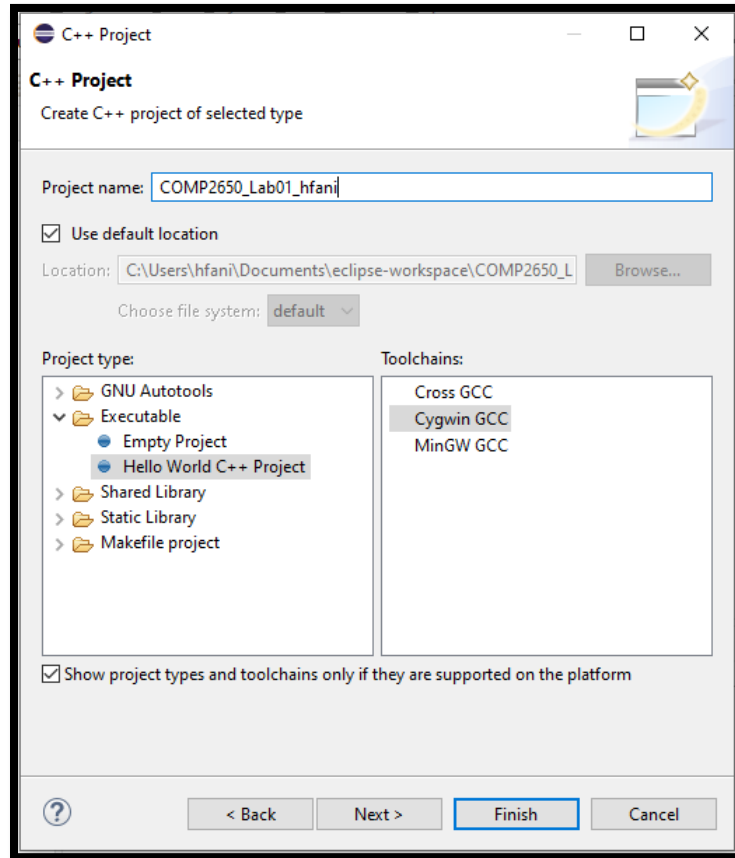 C++ Project
C++ Project
Create C++ project of selected type
Project name: COMP2650_Lab01_hfani
Use default location
Location: C:\Users\hfani\Documents\eclipse-workspace\COMP2650_L Browse...
Choose file system: default
Project type: Toolchains:
GNU Autotools Cross GCC
Executable Cygwin GCC
Empty Project MinGW GCC
Hello World C++ Project
Shared Library
Static Library
Makefile project
Show project types and toolchains only if they are supported on the platform
? < Back Next > Finish Cancel